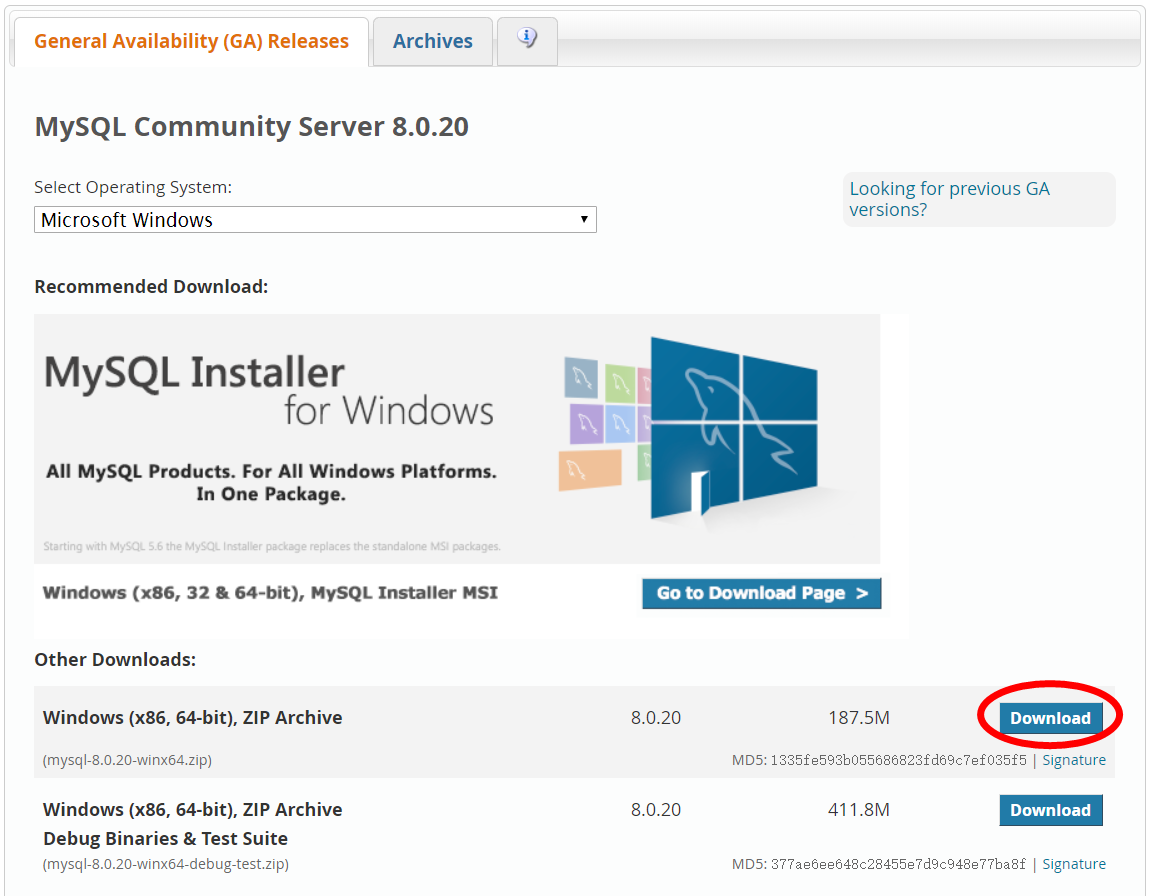 General Availability (GA) Releases
Archives
MySQL Community Server 8.0.20
Select Operating System:
Looking for previous GA
versions?
Microsoft Windows
Recommended Download:
MySQL Installer
for Windows
All MySQL Products. For All Windows Platforms.
In One Package.
Starting with MySQL 5.6 the MySQL Installer package replaces the standalone MSI packages.
Windows (x86, 32 & 64-bit), MySQL Installer MSI
Go to Download Page >
Other Downloads:
Windows (x86, 64-bit), ZIP Archive 8.0.20 187.5M Download
(mysql-8.0.20-winx64.zip) MD5: 1335fe593b055686823fd69c7ef035f5 | Signature
Windows (x86, 64-bit), ZIP Archive 8.0.20 411.8M Download
Debug Binaries & Test Suite
(mysql-8.0.20-winx64-debug-test.zip) MD5: 377ae6ee648c28455e7d9c948e77ba8f | Signature